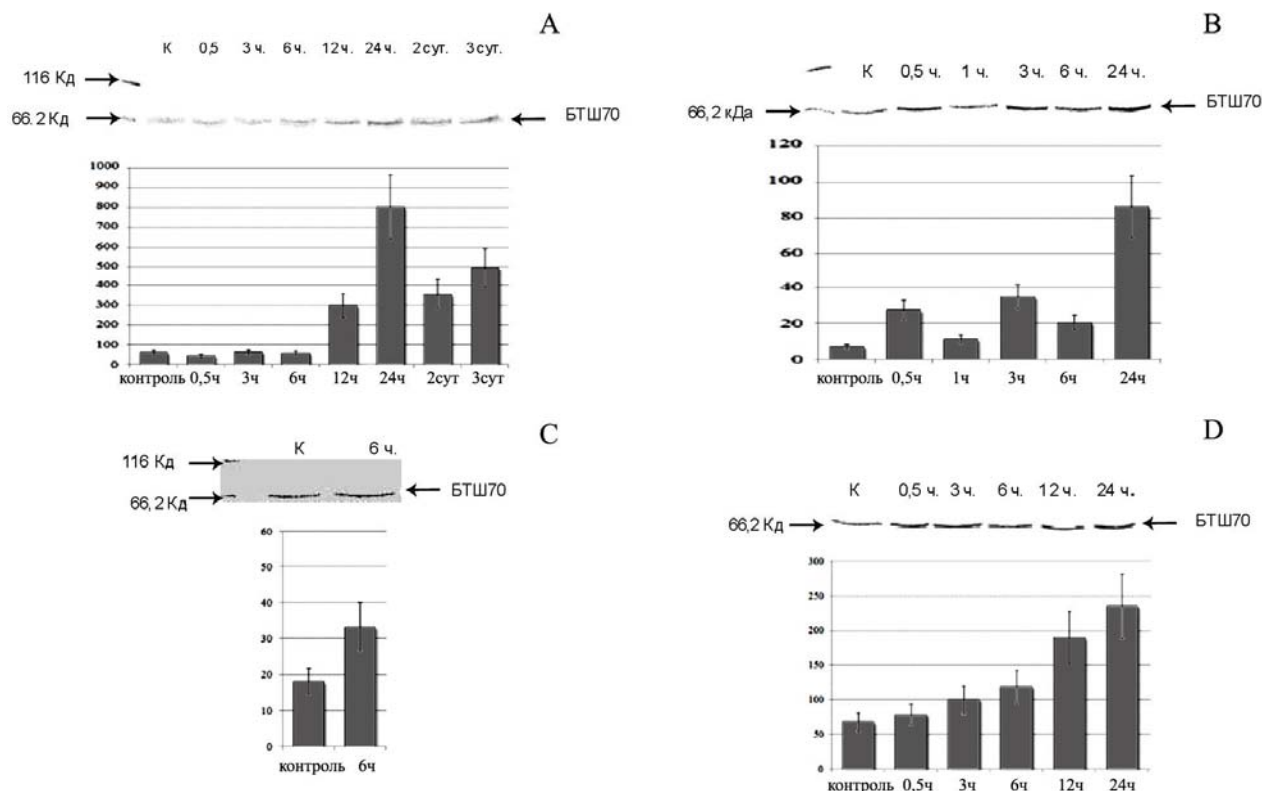 A
К 0,5 3 ч. 6 ч. 12 ч. 24 ч. 2сут. 3сут.
116 Кд
66. 2 Кд
БТШ70
1000
900
800
700
600
500
400
300
200
100
0
контроль 0,5ч 3ч 6ч 12ч 24ч 2сут 3сут
B
К 0,5 ч. 1 ч. 3 ч. 6 ч. 24 ч.
66,2 кДа
БТШ70
120
100
80
60
40
20
0
контроль 0,5ч 1ч 3ч 6ч 24ч
C
К 6 ч.
116 Кд
66, 2 Кд
БТШ70
60
50
40
30
20
10
0
контроль 6ч
D
К 0,5 ч. 3 ч. 6 ч. 12 ч. 24 ч.
66,2 Кд
БТШ70
300
250
200
150
100
50
0
контроль 0,5ч 3ч 6ч 12ч 24ч